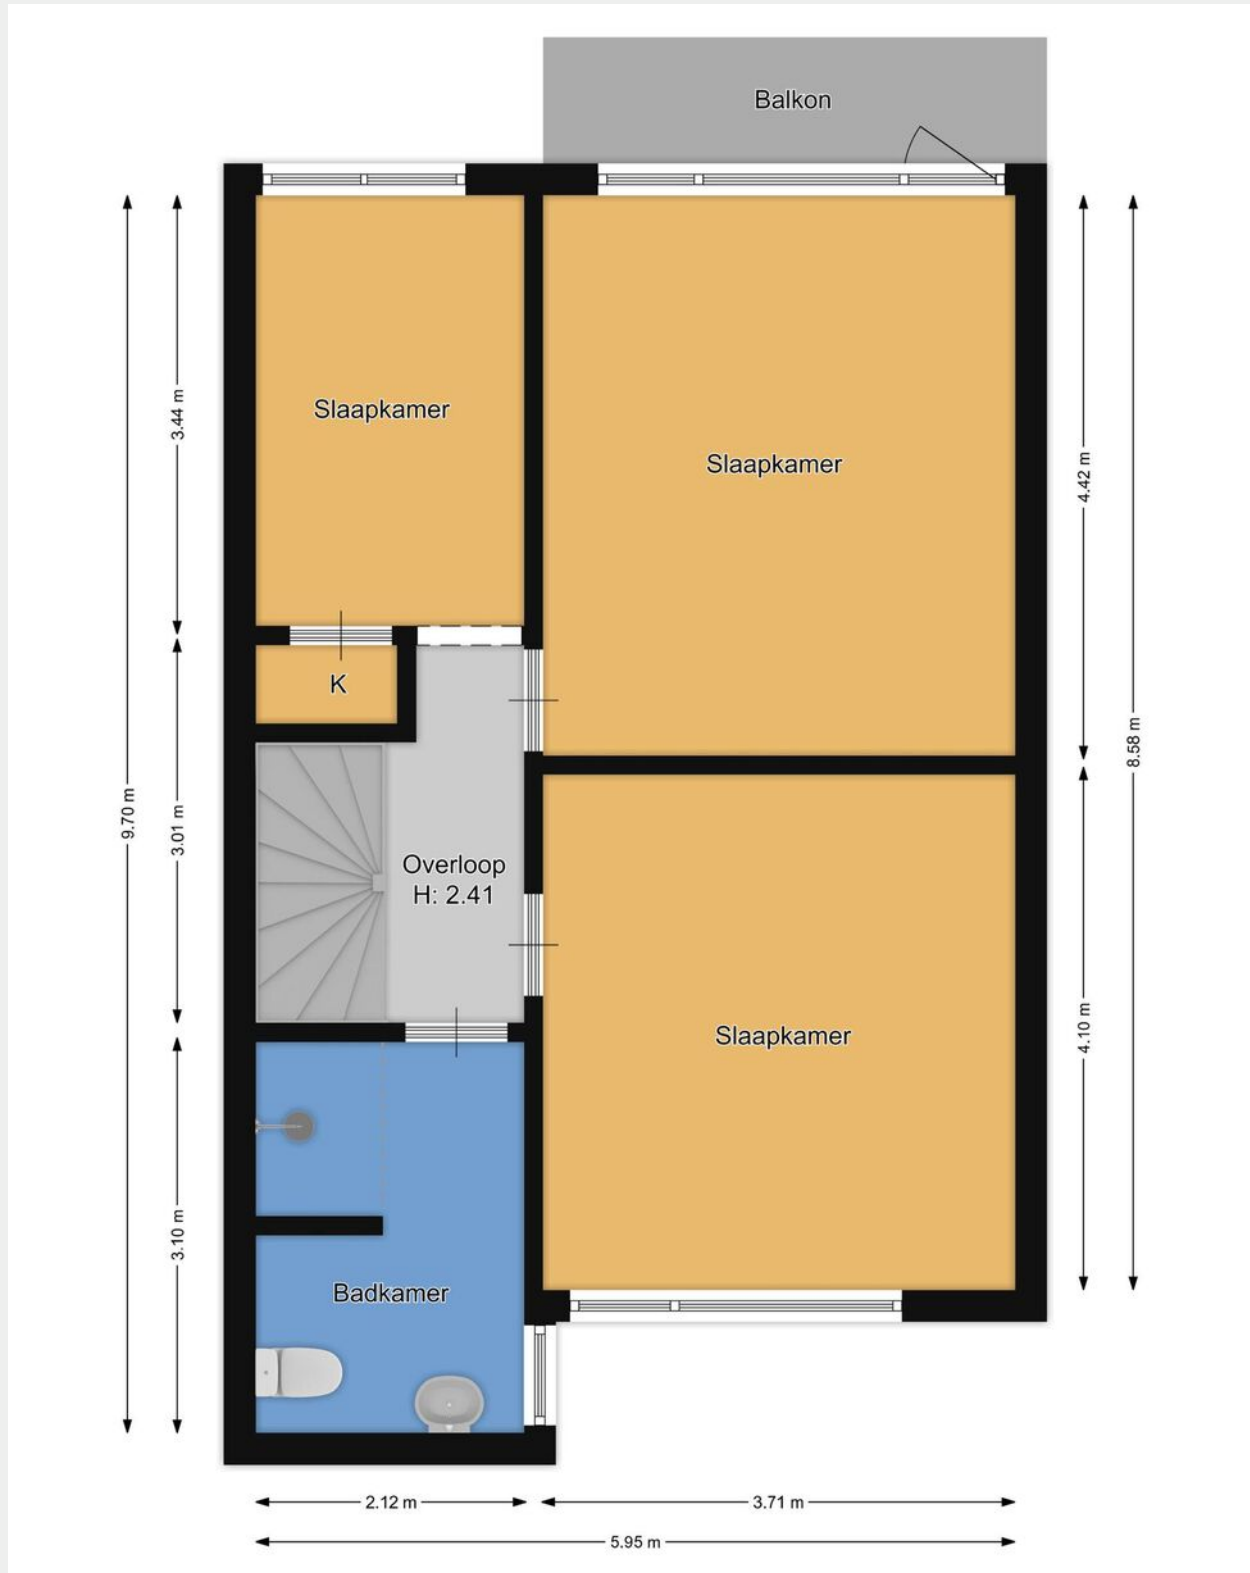 Balkon
Slaapkamer
Slaapkamer
3.44 m
4.42 m
K
8.58 m
9.70 m
3.01 m
Overloop
H: 2.41
Slaapkamer
4.10 m
3.10 m
Badkamer
2.12 m
3.71 m
5.95 m